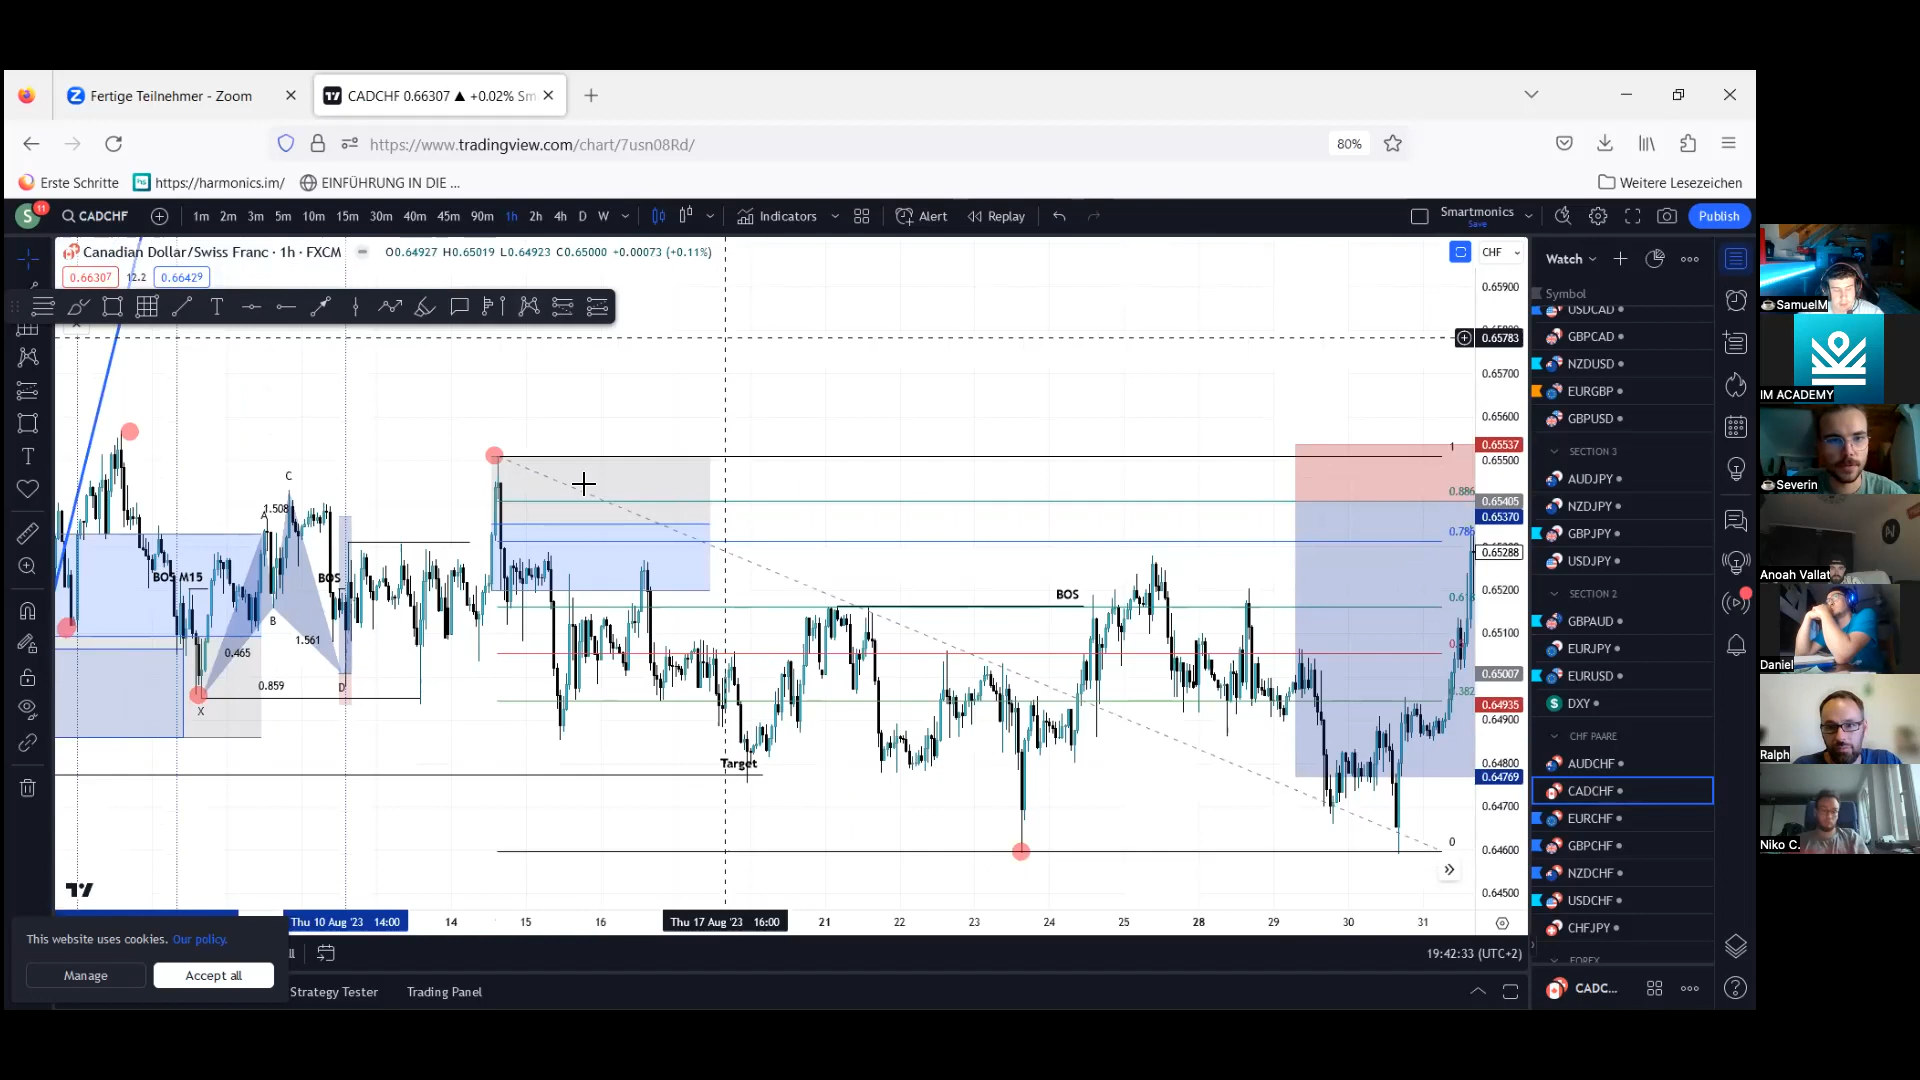 Fertige Teilnehmer - Zoom
CADCHF 0.66307 ▲ +0.02% Sm
https://www.tradingview.com/chart/7usn08Rd/
80%
Erste Schritte
https://harmonics.im/
EINFÜHRUNG IN DIE ...
Weitere Lesezeichen
S 11
CADCHF
1m 2m 3m 5m 10m 15m 30m 40m 45m 90m 1h 2h 4h D W
Indicators
Alert
Replay
Smartmonics
Save
Publish
Canadian Dollar/Swiss Franc · 1h · FXCM
O0.64927 H0.65019 L0.64923 C0.65000 +0.00073 (+0.11%)
0.66307 12.2 0.66429
CHF
C
1.508
A
BOS M15
BOS
B
1.561
0.465
0.859
D
X
Target
BOS
1
0.886
0.382
0
0.65900
0.65783
0.65700
0.65600
0.65537
0.65500
0.65405
0.65370
0.65288
0.65200
0.65100
0.65007
0.64935
0.64900
0.64800
0.64769
0.64700
0.64600
0.64500
Thu 10 Aug '23 14:00
14
15
16
Thu 17 Aug '23 16:00
21
22
23
24
25
28
29
30
31
19:42:33 (UTC+2)
This website uses cookies. Our policy.
Manage
Accept all
Strategy Tester
Trading Panel
Watch
Symbol
USDCAD
GBPCAD
NZDUSD
EURGBP
GBPUSD
SECTION 3
AUDJPY
NZDJPY
GBPJPY
USDJPY
SECTION 2
GBPAUD
EURJPY
EURUSD
DXY
CHF PAARE
AUDCHF
CADCHF
EURCHF
GBPCHF
NZDCHF
USDCHF
CHFJPY
FOREX
CADC...
SamuelM
IM ACADEMY
Severin
Anoah Vallat
Daniel
Ralph
Niko C.